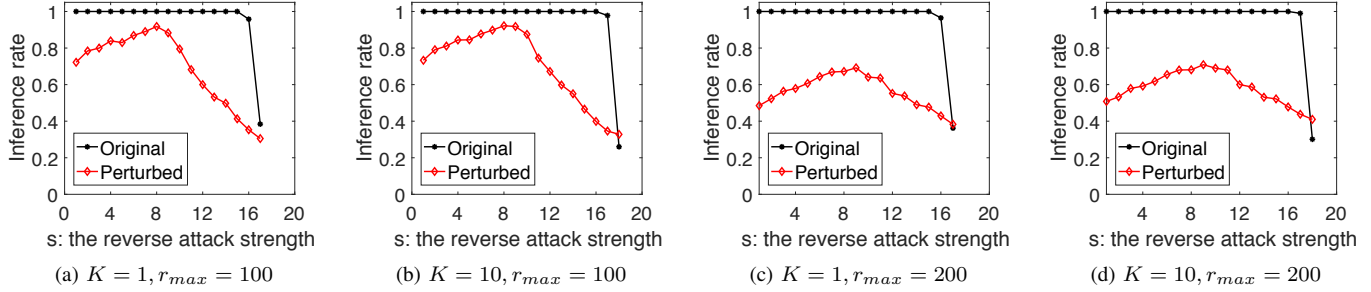 Inference rate
1
0.8
0.6
0.4
0.2
0
Original
Perturbed
0 4 8 12 16 20
s: the reverse attack strength
(a) K = 1, r_max = 100
Inference rate
1
0.8
0.6
0.4
0.2
0
Original
Perturbed
0 4 8 12 16 20
s: the reverse attack strength
(b) K = 10, r_max = 100
Inference rate
1
0.8
0.6
0.4
0.2
0
Original
Perturbed
4 8 12 16 20
s: the reverse attack strength
(c) K = 1, r_max = 200
Inference rate
1
0.8
0.6
0.4
0.2
0
Original
Perturbed
4 8 12 16 20
s: the reverse attack strength
(d) K = 10, r_max = 200